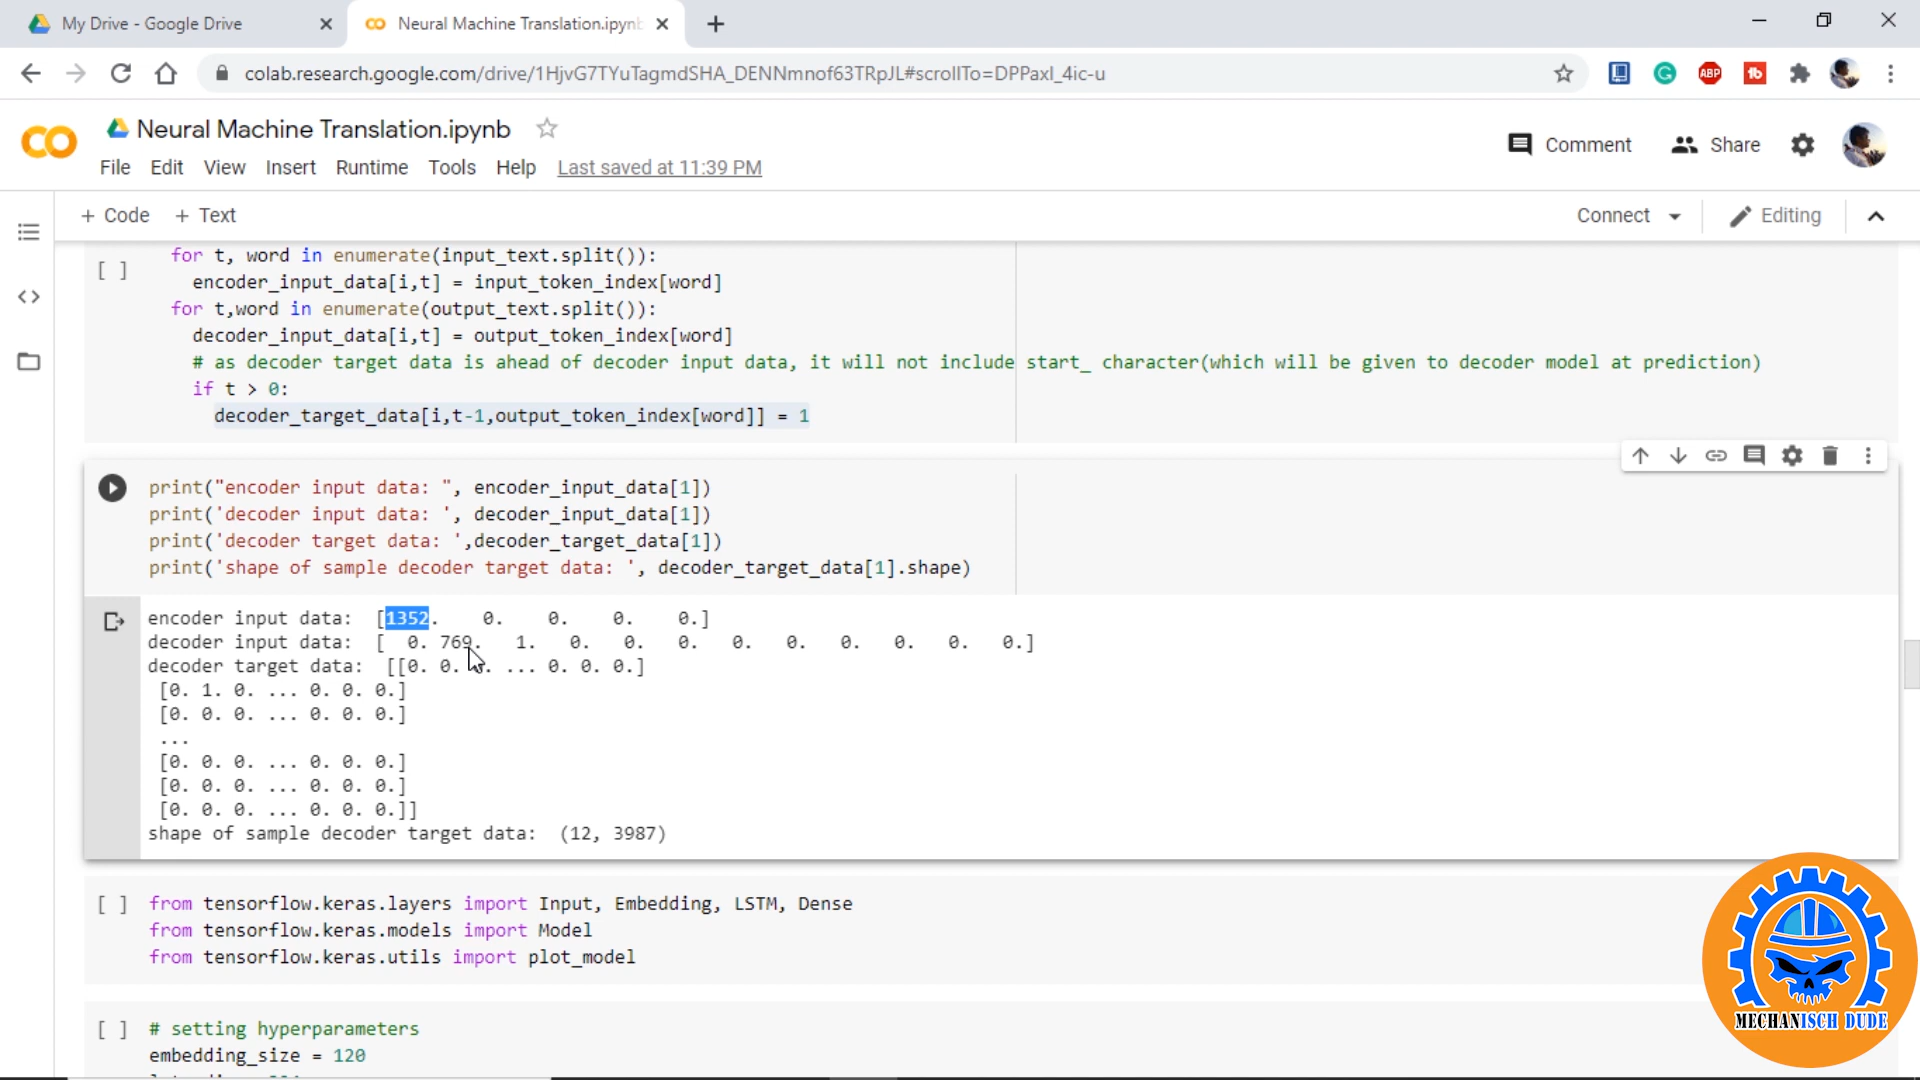 My Drive - Google Drive
Neural Machine Translation.ipynb
colab.research.google.com/drive/1HjvG7TYuTagmdSHA_DENNmnof63TRpJL#scrollTo=DPPaxI_4ic-u
ABP
Neural Machine Translation.ipynb
Comment
Share
File Edit View Insert Runtime Tools Help Last saved at 11:39 PM
+ Code + Text
Connect
Editing
for t, word in enumerate(input_text.split()):
[ ]
encoder_input_data[i,t] = input_token_index[word]
for t,word in enumerate(output_text.split()):
decoder_input_data[i,t] = output_token_index[word]
# as decoder target data is ahead of decoder input data, it will not include start_ character(which will be given to decoder model at prediction)
if t > 0:
decoder_target_data[i,t-1,output_token_index[word]] = 1
print("encoder input data: ", encoder_input_data[1])
print('decoder input data: ', decoder_input_data[1])
print('decoder target data: ',decoder_target_data[1])
print('shape of sample decoder target data: ', decoder_target_data[1].shape)
encoder input data: [1352. 0. 0. 0. 0.]
decoder input data: [ 0. 769. 1. 0. 0. 0. 0. 0. 0. 0. 0. 0.]
decoder target data: [[0. 0. ... 0. 0. 0.]
[0. 1. 0. ... 0. 0. 0.]
[0. 0. 0. ... 0. 0. 0.]
...
[0. 0. 0. ... 0. 0. 0.]
[0. 0. 0. ... 0. 0. 0.]
[0. 0. 0. ... 0. 0. 0.]]
shape of sample decoder target data: (12, 3987)
[ ] from tensorflow.keras.layers import Input, Embedding, LSTM, Dense
from tensorflow.keras.models import Model
from tensorflow.keras.utils import plot_model
[ ] # setting hyperparameters
embedding_size = 120
MECHANISCH DUDE